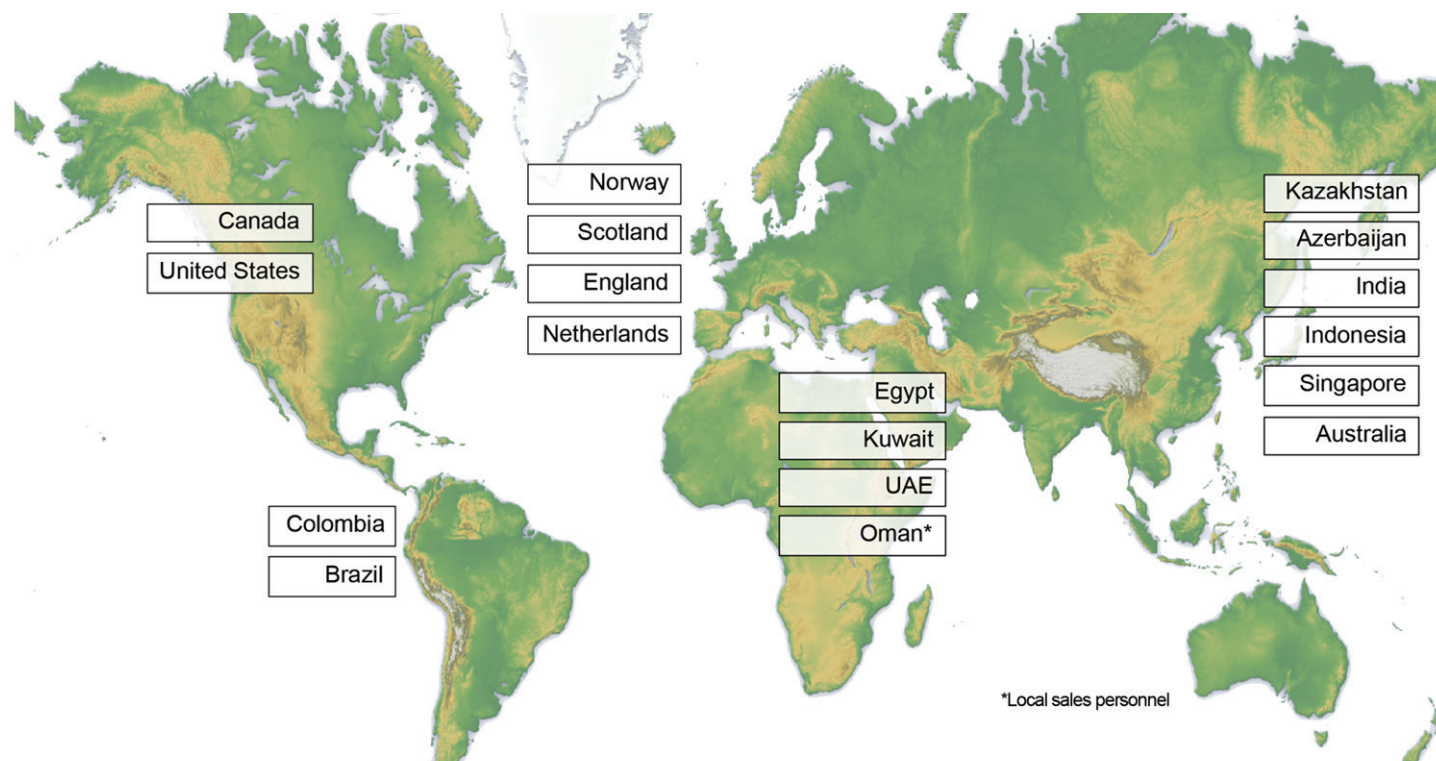 Canada
United States
Norway
Scotland
England
Netherlands
Kazakhstan
Azerbaijan
India
Indonesia
Singapore
Australia
Egypt
Kuwait
UAE
Oman*
Colombia
Brazil
*Local sales personnel